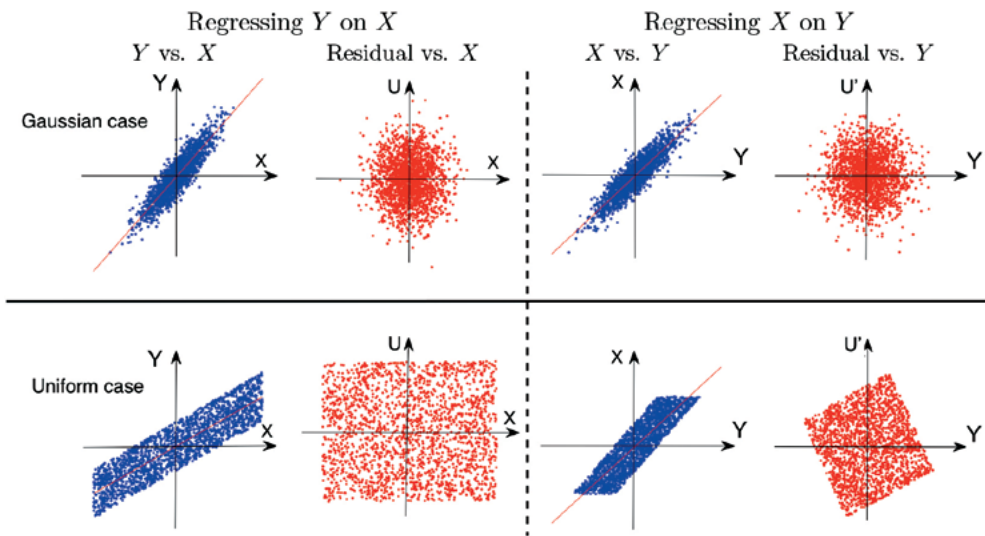 Regressing Y on X
Regressing X on Y
Y vs. X
Residual vs. X
X vs. Y
Residual vs. Y
Gaussian case
Y
X
U
X
X
Y
U'
Y
Uniform case
Y
X
U
X
X
Y
U'
Y